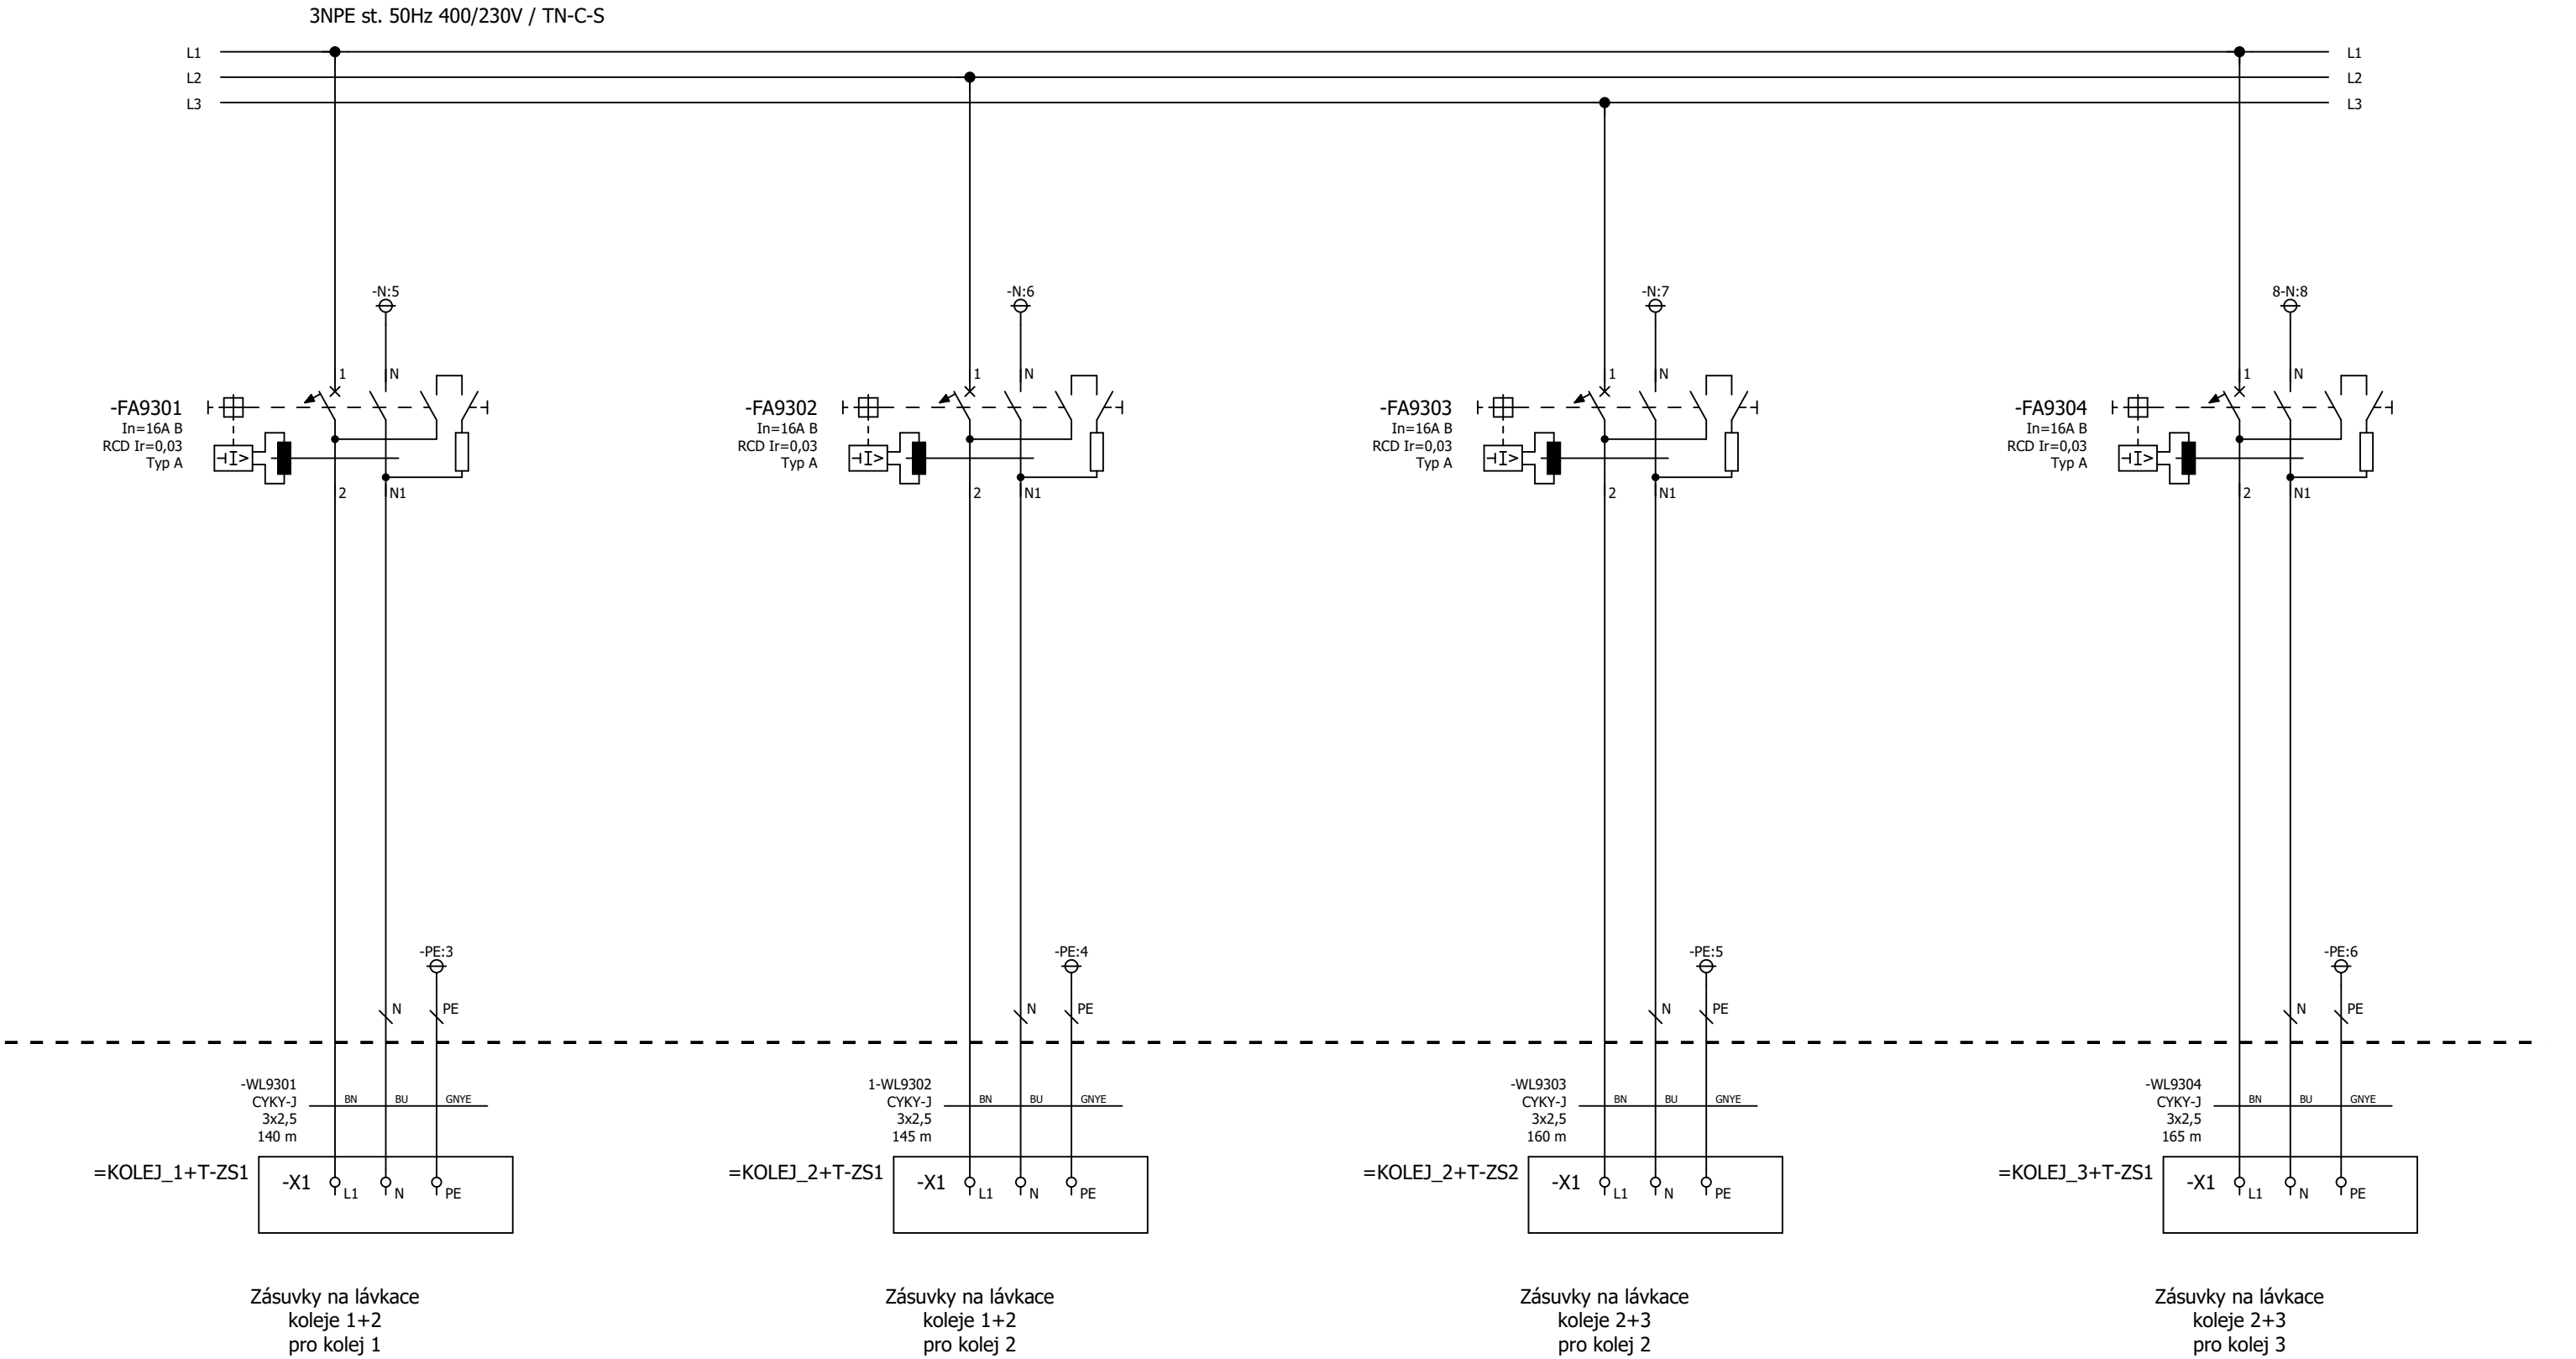 3NPE st. 50Hz 400/230V / TN-C-S
L1 L1
L2 L2
L3 L3
-N:5 -N:6 -N:7 8-N:8
1 N 1 N 1 N 1 N
-FA9301 -FA9302 -FA9303 -FA9304
In=16A B In=16A B In=16A B In=16A B
RCD Ir=0,03 RCD Ir=0,03 RCD Ir=0,03 RCD Ir=0,03
Typ A Typ A Typ A Typ A
I> I> I> I>
2 N1 2 N1 2 N1 2 N1
-PE:3 -PE:4 -PE:5 -PE:6
N PE N PE N PE N PE
-WL9301 1-WL9302 -WL9303 -WL9304
CYKY-J BN BU GNYE CYKY-J BN BU GNYE CYKY-J BN BU GNYE CYKY-J BN BU GNYE
3x2,5 3x2,5 3x2,5 3x2,5
140 m 145 m 160 m 165 m
=KOLEJ_1+T-ZS1 -X1 L1 N PE =KOLEJ_2+T-ZS1 -X1 L1 N PE =KOLEJ_2+T-ZS2 -X1 L1 N PE =KOLEJ_3+T-ZS1 -X1 L1 N PE
Zásuvky na lávkace Zásuvky na lávkace Zásuvky na lávkace Zásuvky na lávkace
koleje 1+2 koleje 1+2 koleje 2+3 koleje 2+3
pro kolej 1 pro kolej 2 pro kolej 2 pro kolej 3